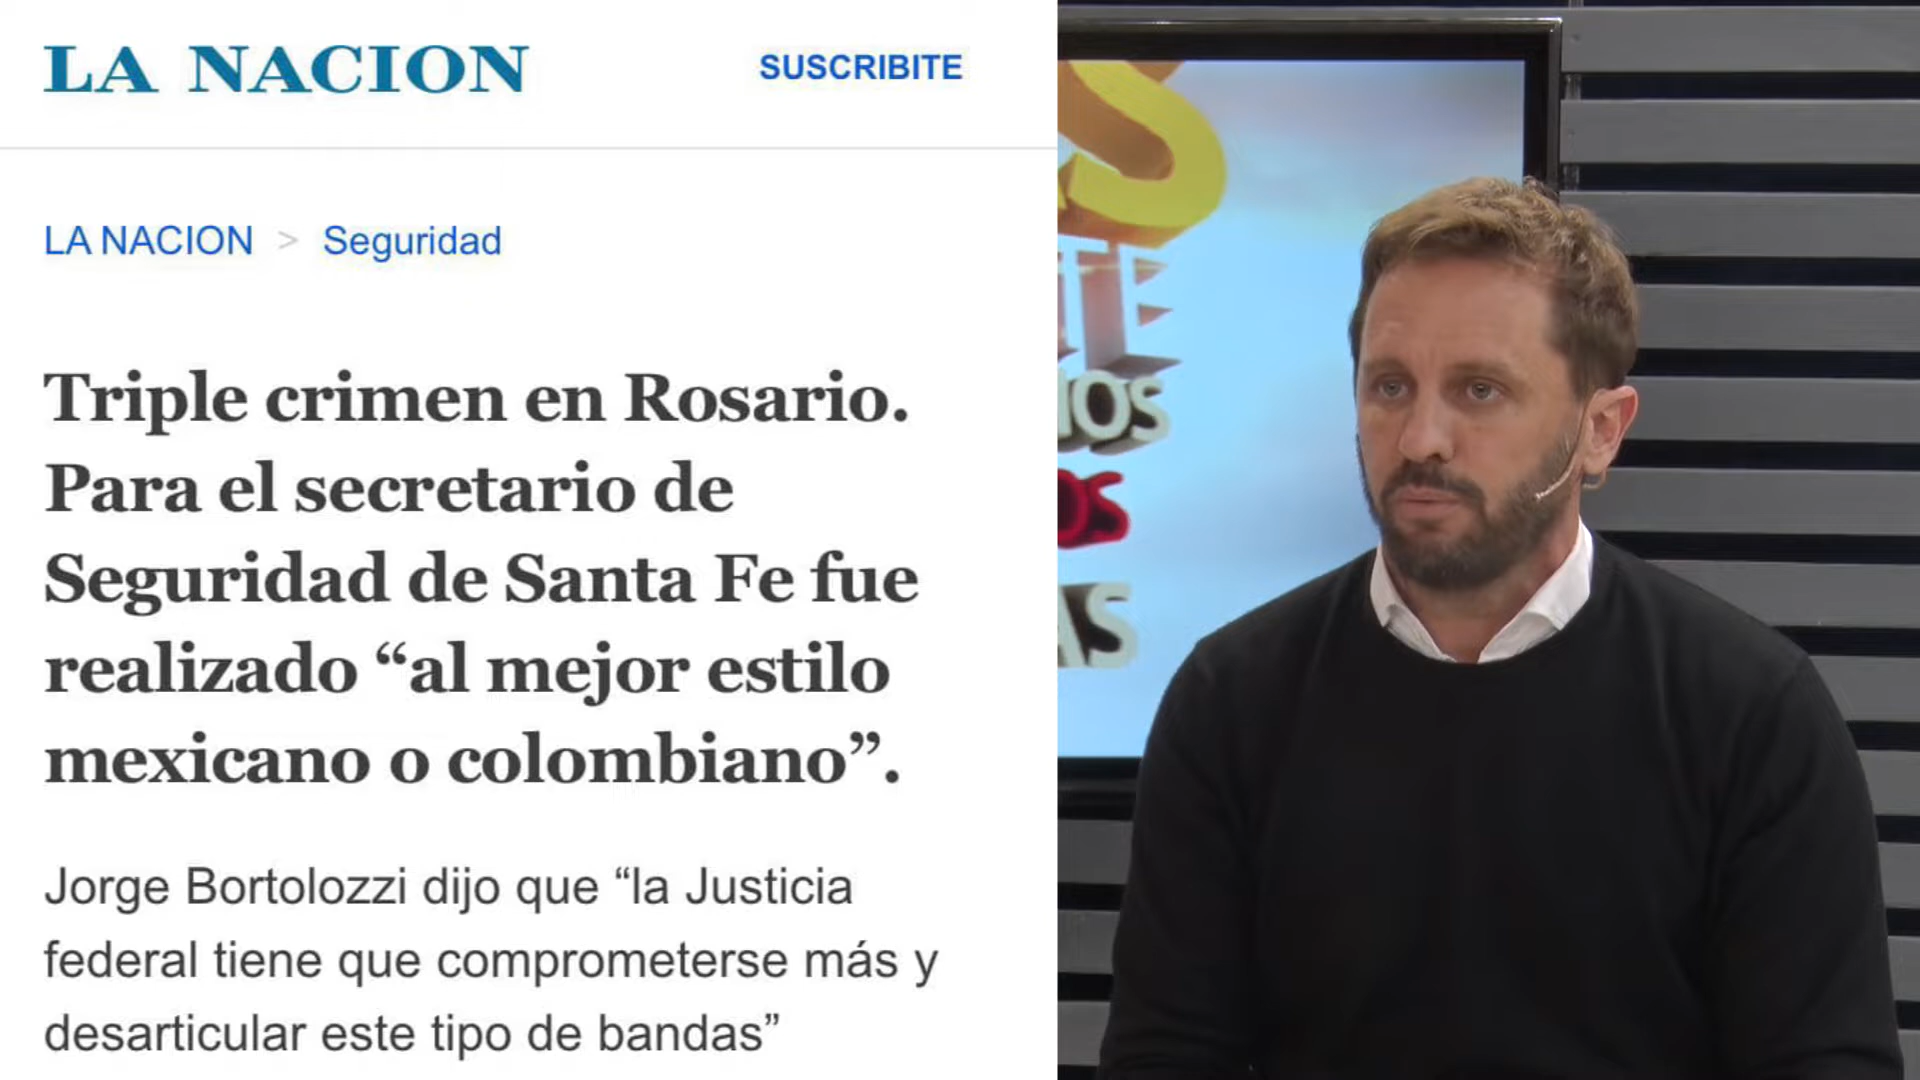 LA NACION
SUSCRIBITE
LA NACION > Seguridad
Triple crimen en Rosario.
Para el secretario de
Seguridad de Santa Fe fue
realizado “al mejor estilo
mexicano o colombiano”.
Jorge Bortolozzi dijo que “la Justicia
federal tiene que comprometerse más y
desarticular este tipo de bandas”